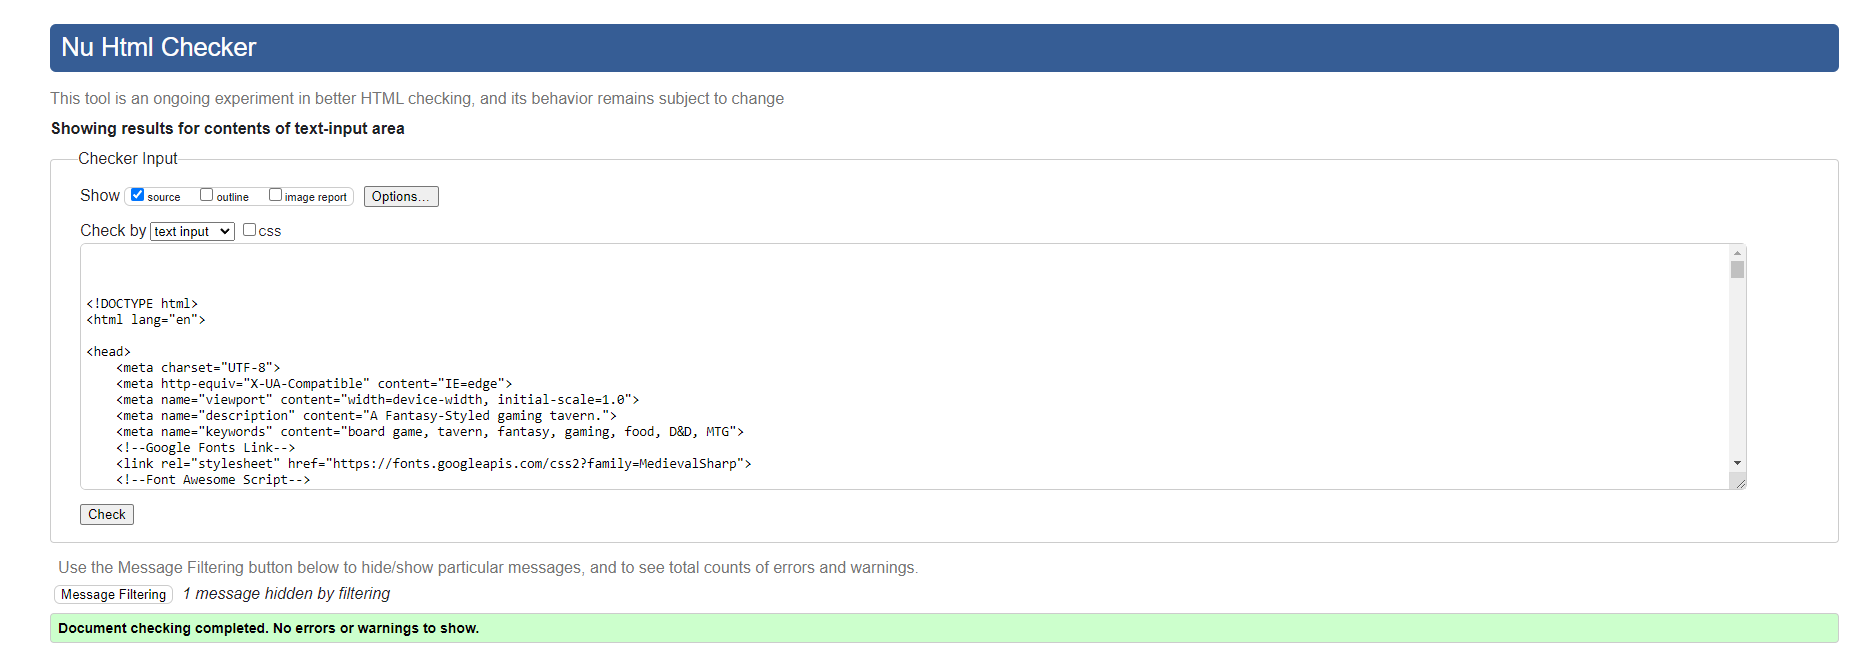 Nu Html Checker
This tool is an ongoing experiment in better HTML checking, and its behavior remains subject to change
Showing results for contents of text-input area
Checker Input
Show source outline image report Options...
Check by text input css
<!DOCTYPE html>
<html lang="en">
<head>
<meta charset="UTF-8">
<meta http-equiv="X-UA-Compatible" content="IE=edge">
<meta name="viewport" content="width=device-width, initial-scale=1.0">
<meta name="description" content="A Fantasy-Styled gaming tavern.">
<meta name="keywords" content="board game, tavern, fantasy, gaming, food, D&D, MTG">
<!--Google Fonts Link-->
<link rel="stylesheet" href="https://fonts.googleapis.com/css2?family=MedievalSharp">
<!--Font Awesome Script-->
Check
Use the Message Filtering button below to hide/show particular messages, and to see total counts of errors and warnings.
Message Filtering 1 message hidden by filtering
Document checking completed. No errors or warnings to show.